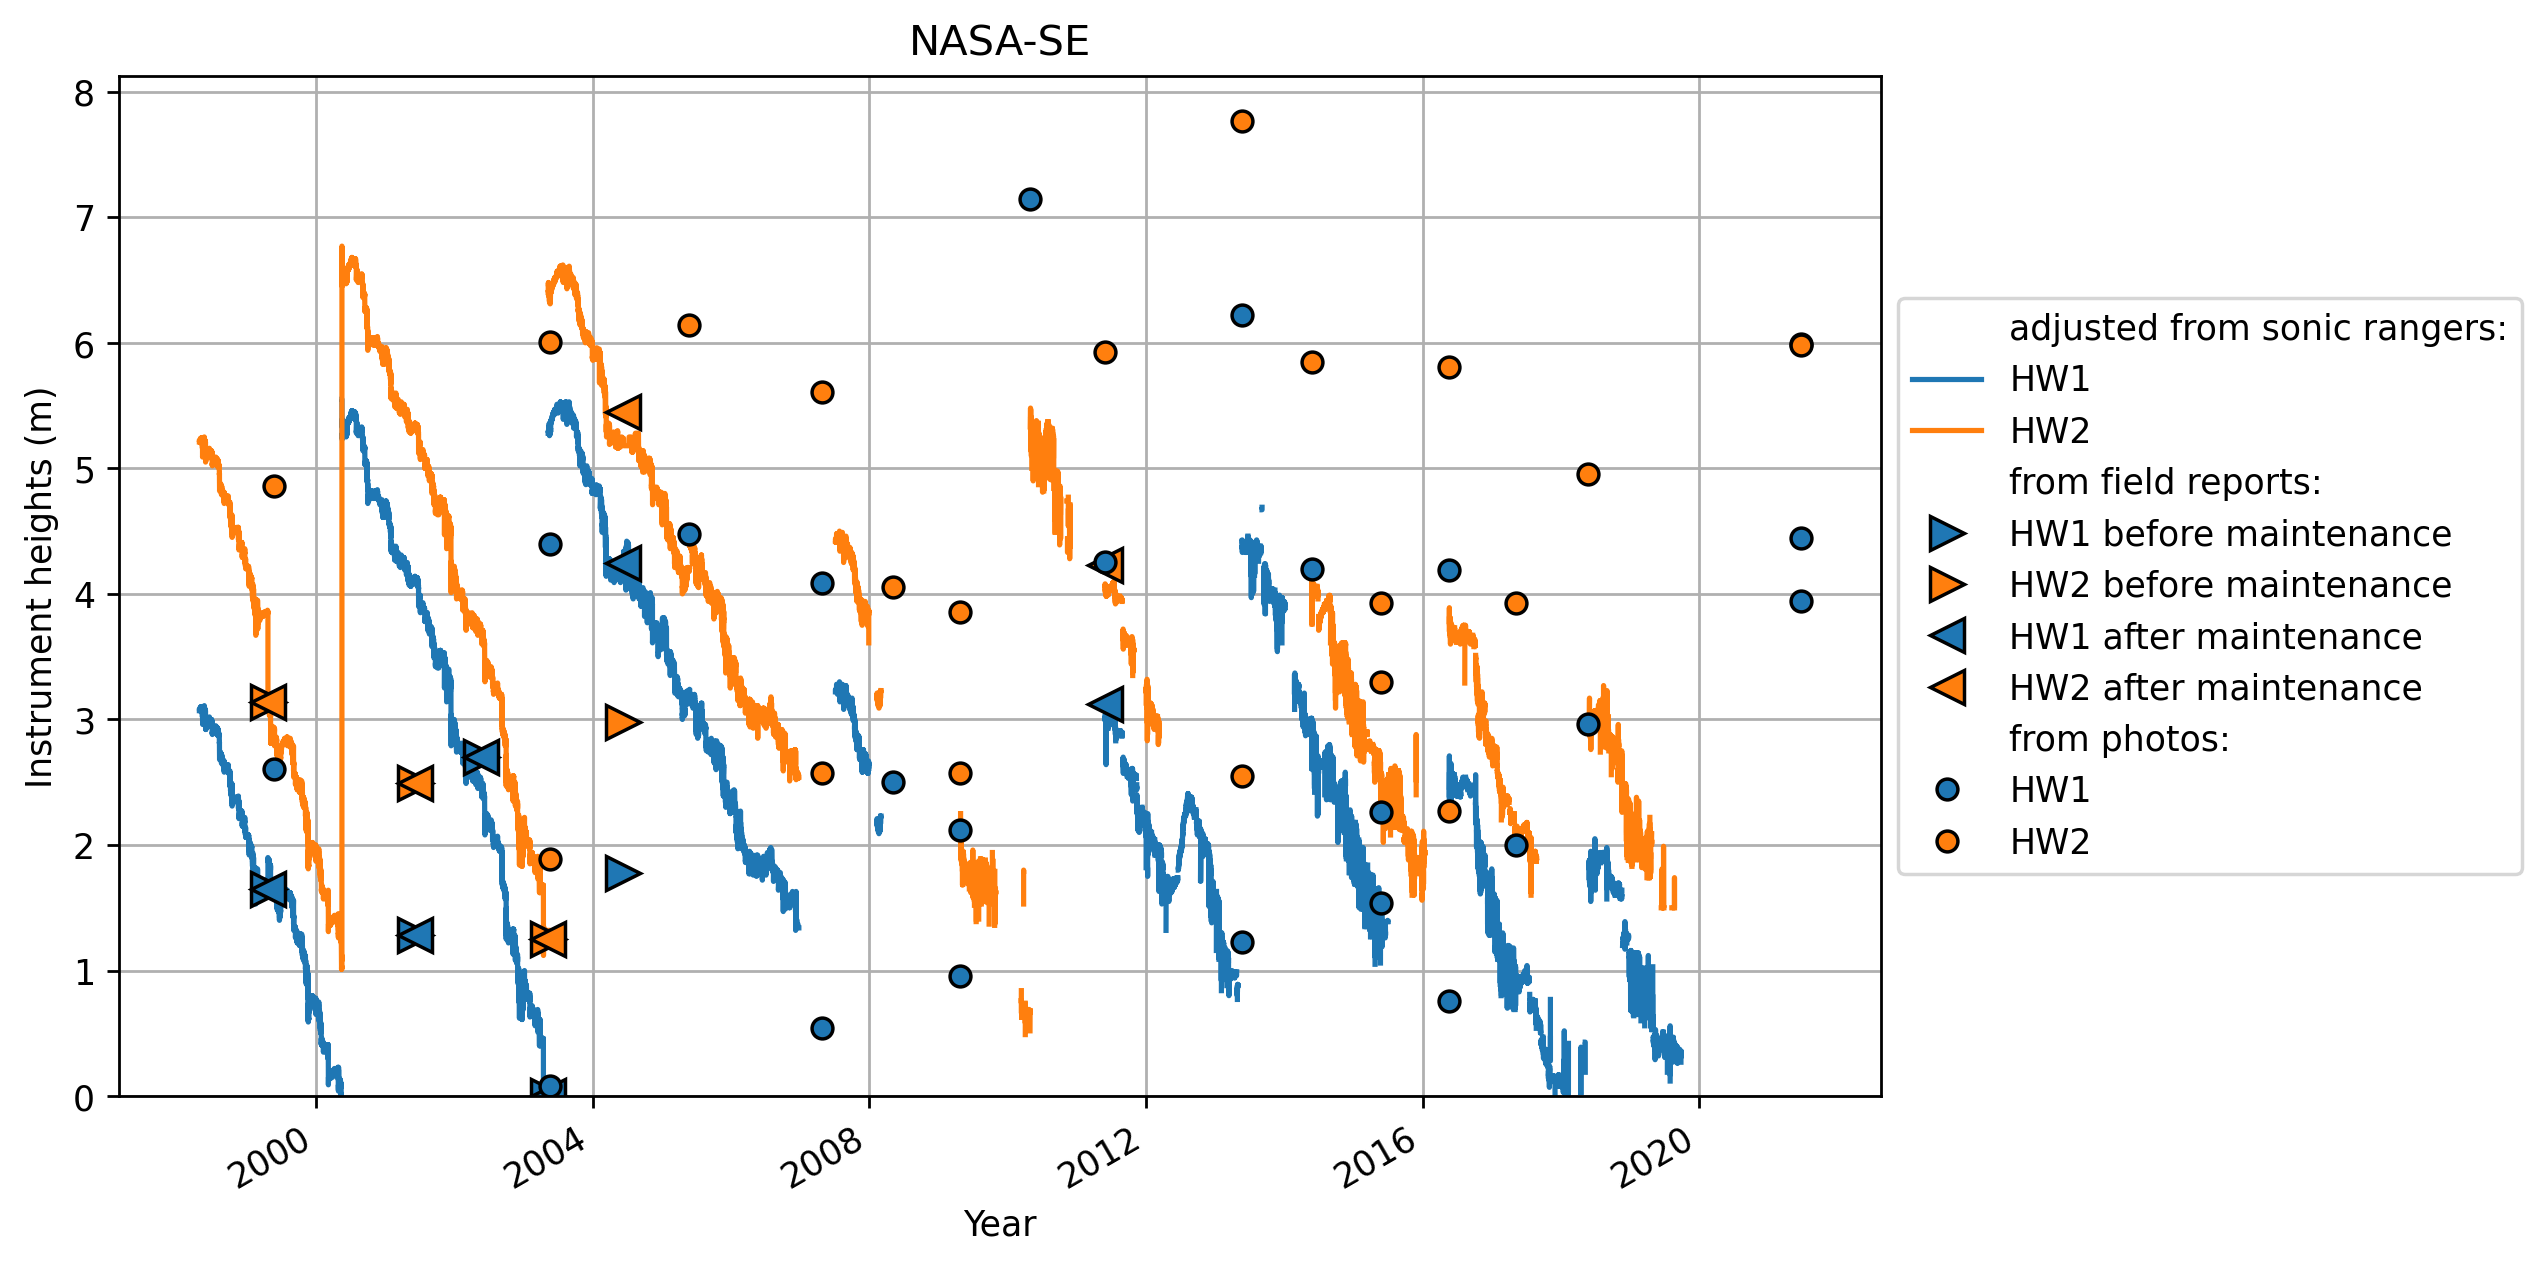 NASA-SE
Instrument heights (m)
8
7
6
5
4
3
2
1
0
2000
2004
2008
2012
2016
2020
Year
adjusted from sonic rangers:
HW1
HW2
from field reports:
HW1 before maintenance
HW2 before maintenance
HW1 after maintenance
HW2 after maintenance
from photos:
HW1
HW2